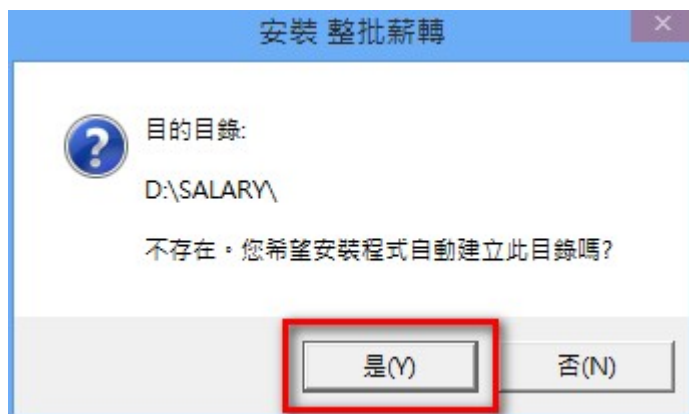 安裝 整批薪轉
目的目錄:
D:\SALARY\
不存在。您希望安裝程式自動建立此目錄嗎?
是(Y)
否(N)